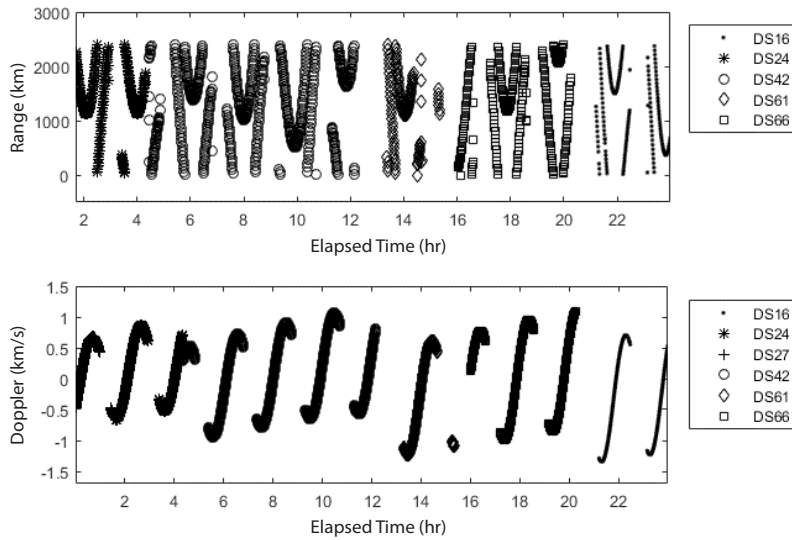 3000
2000
1000
0
Range (km)
2 4 6 8 10 12 14 16 18 20 22
Elapsed Time (hr)
DS16
DS24
DS42
DS61
DS66
1.5
1
0.5
0
-0.5
-1
-1.5
Doppler (km/s)
2 4 6 8 10 12 14 16 18 20 22
Elapsed Time (hr)
DS16
DS24
DS27
DS42
DS61
DS66